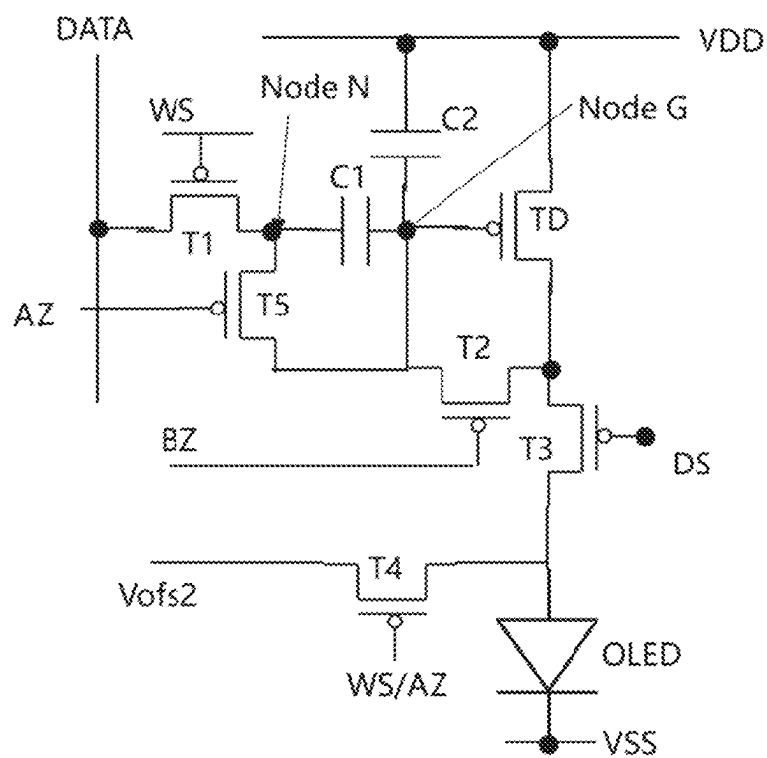 DATA
VDD
Node N
WS
Node G
C2
C1
T1
TD
AZ
T5
T2
BZ
T3
DS
T4
Vofs2
OLED
WS/AZ
VSS